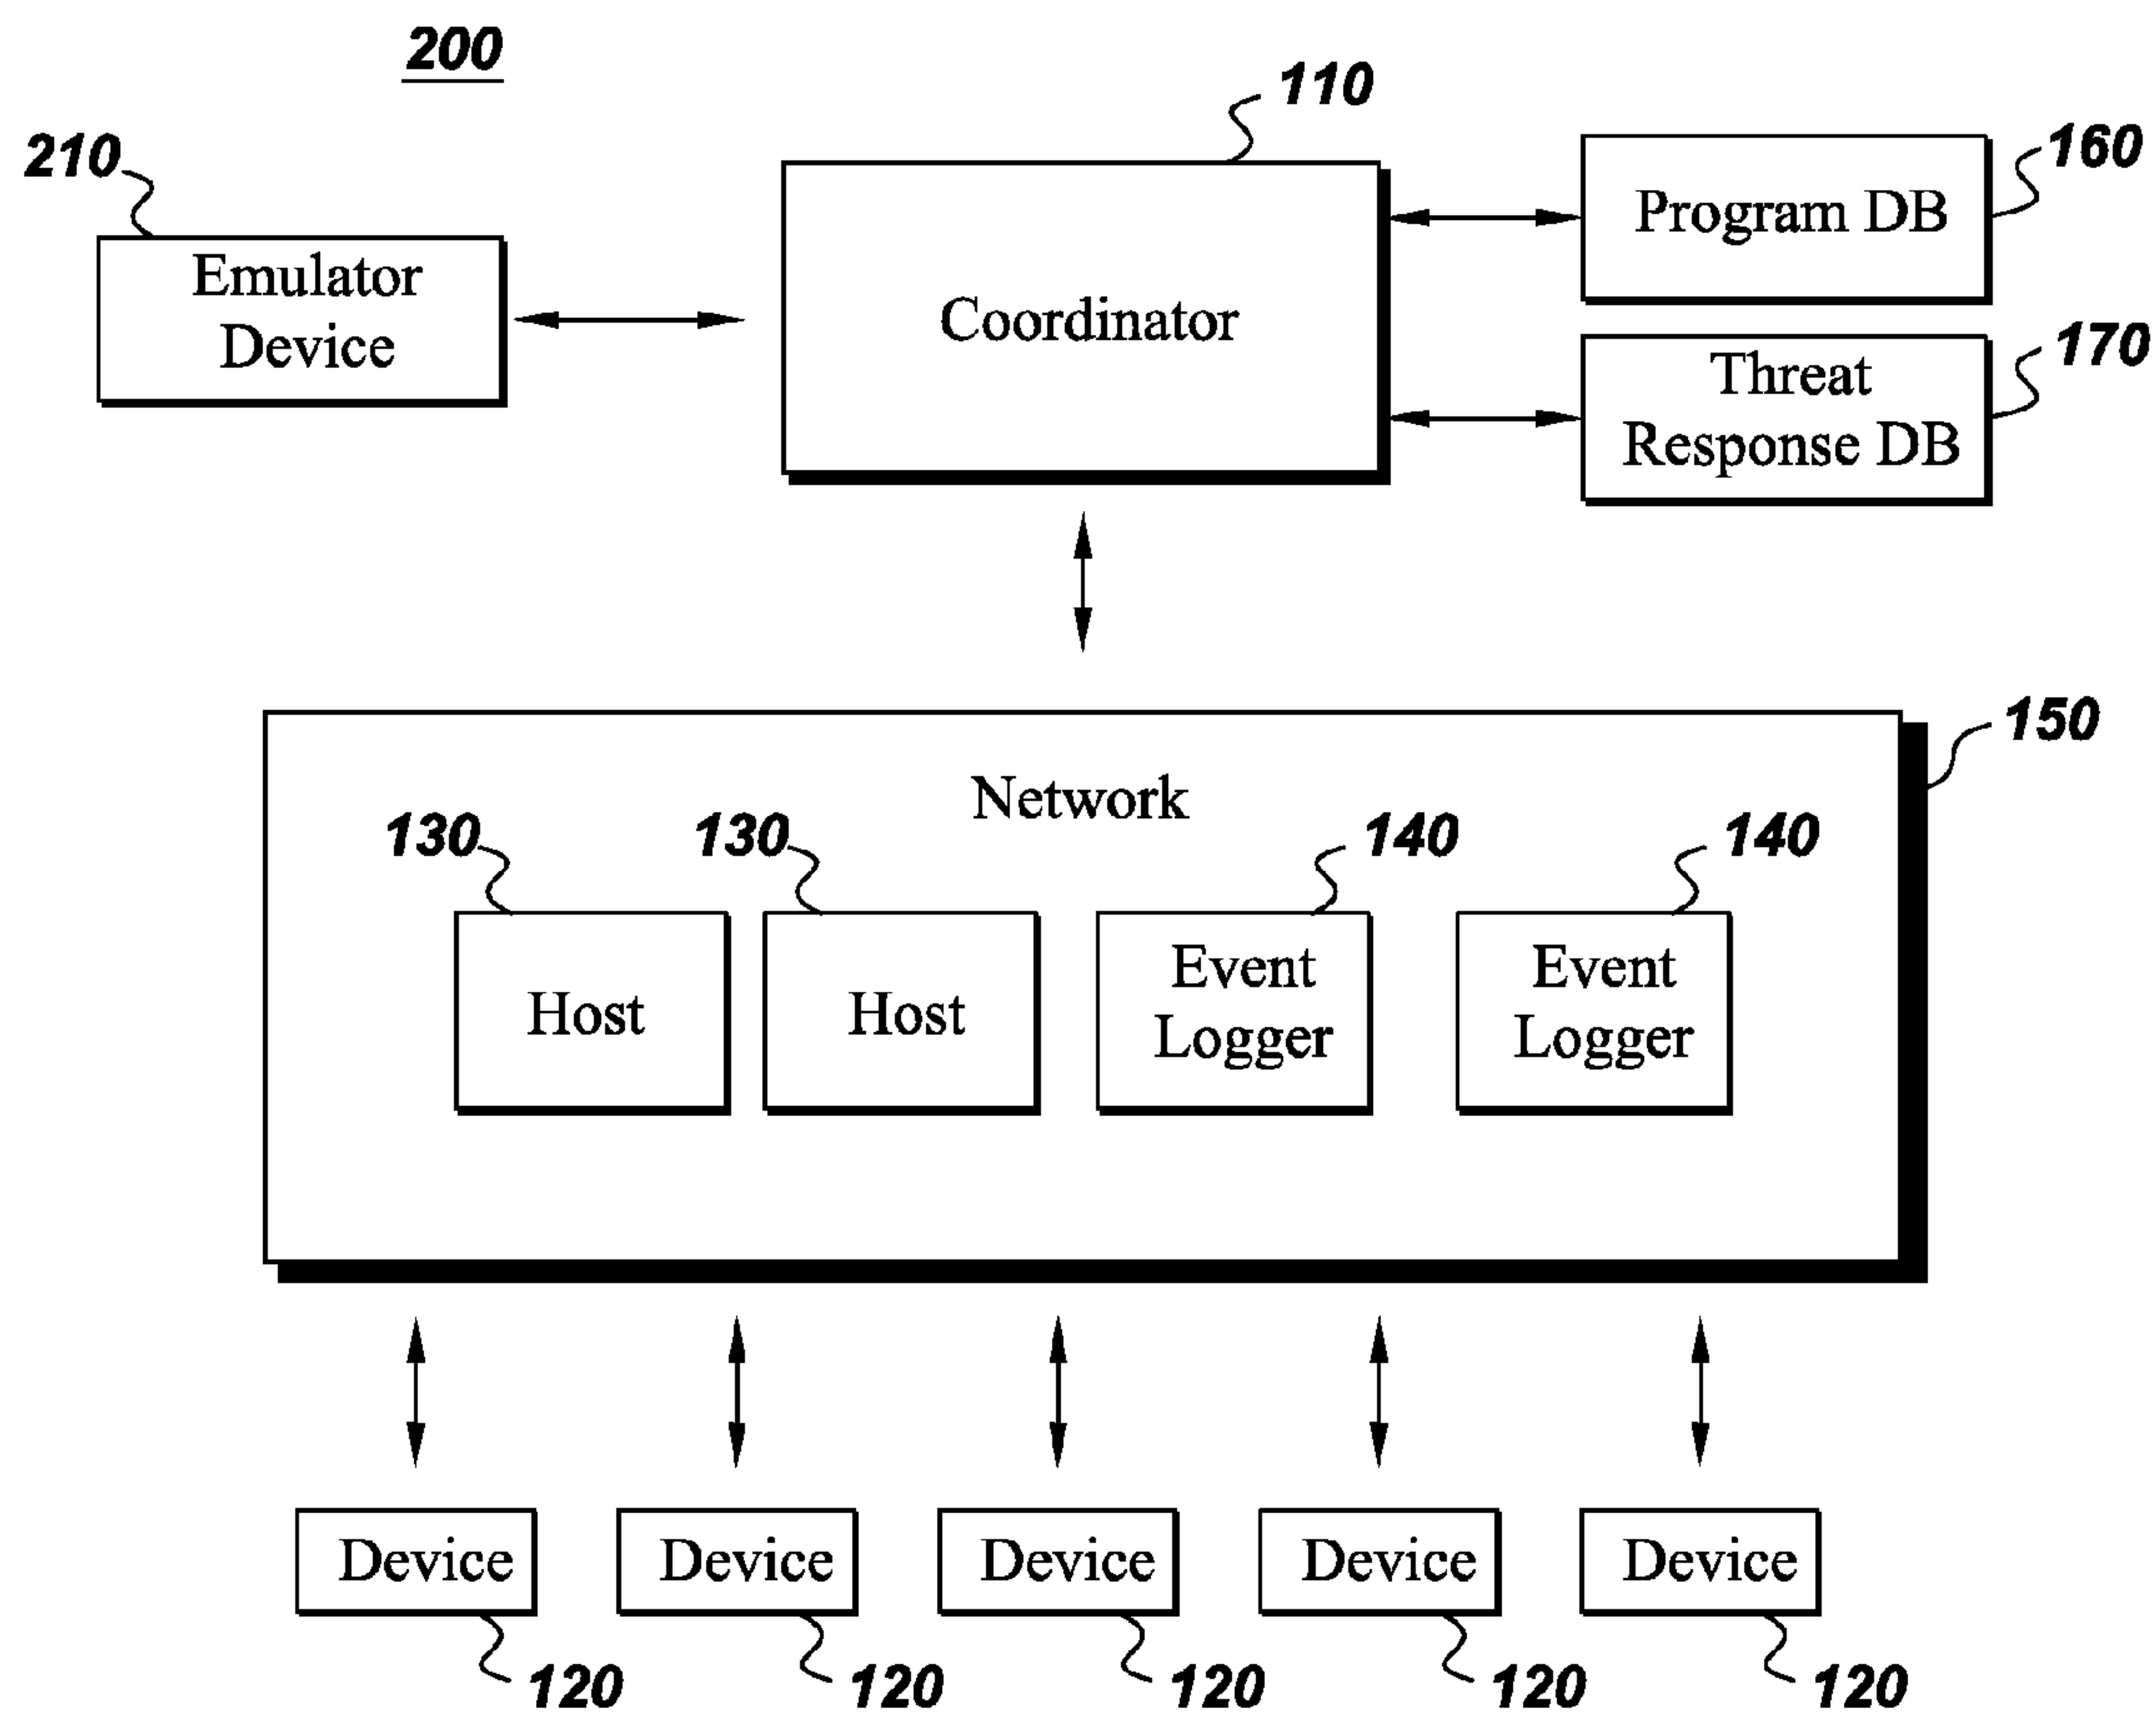 200
110
210
160
Program DB
Emulator
Device
Coordinator
170
Threat
Response DB
150
Network
130
130
140
140
Host
Host
Event
Logger
Event
Logger
Device
Device
Device
Device
Device
120
120
120
120
120